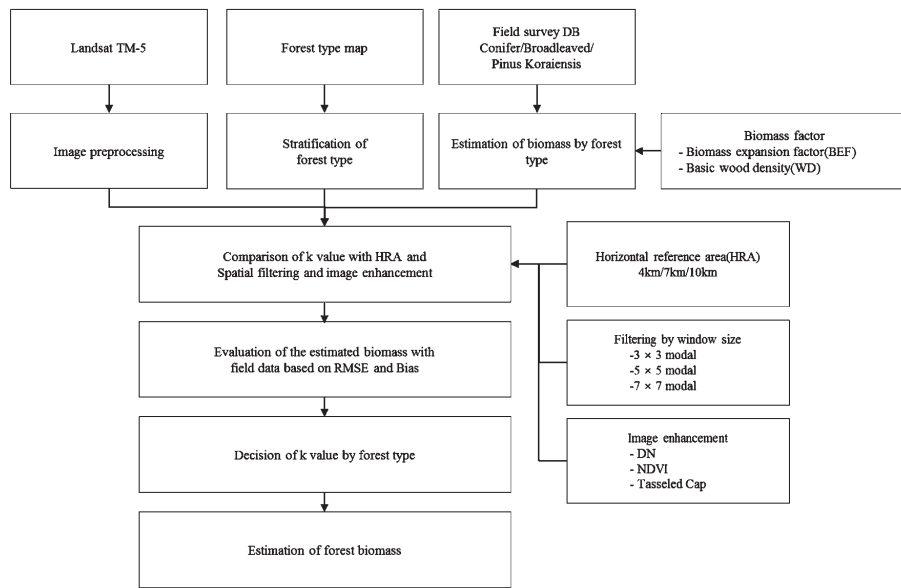 Landsat TM-5
Forest type map
Field survey DB
Conifer/Broadleaved/
Pinus Koraiensis
Image preprocessing
Stratification of
forest type
Estimation of biomass by forest
type
Biomass factor
- Biomass expansion factor(BEF)
- Basic wood density(WD)
Comparison of k value with HRA and
Spatial filtering and image enhancement
Horizontal reference area(HRA)
4km/7km/10km
Evaluation of the estimated biomass with
field data based on RMSE and Bias
Filtering by window size
-3 × 3 modal
-5 × 5 modal
-7 × 7 modal
Decision of k value by forest type
Image enhancement
- DN
- NDVI
- Tasseled Cap
Estimation of forest biomass